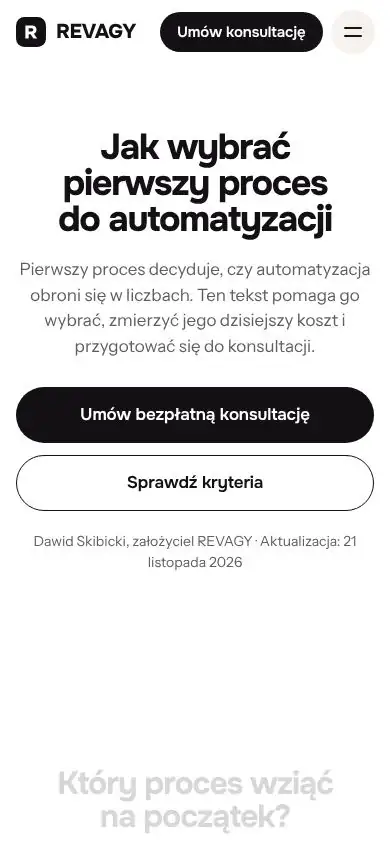 R REVAGY
Umów konsultację
Jak wybrać
pierwszy proces
do automatyzacji
Pierwszy proces decyduje, czy automatyzacja
obroni się w liczbach. Ten tekst pomaga go
wybrać, zmierzyć jego dzisiejszy koszt i
przygotować się do konsultacji.
Umów bezpłatną konsultację
Sprawdź kryteria
Dawid Skibicki, założyciel REVAGY · Aktualizacja: 21
listopada 2026
Który proces wziąć
na początek?